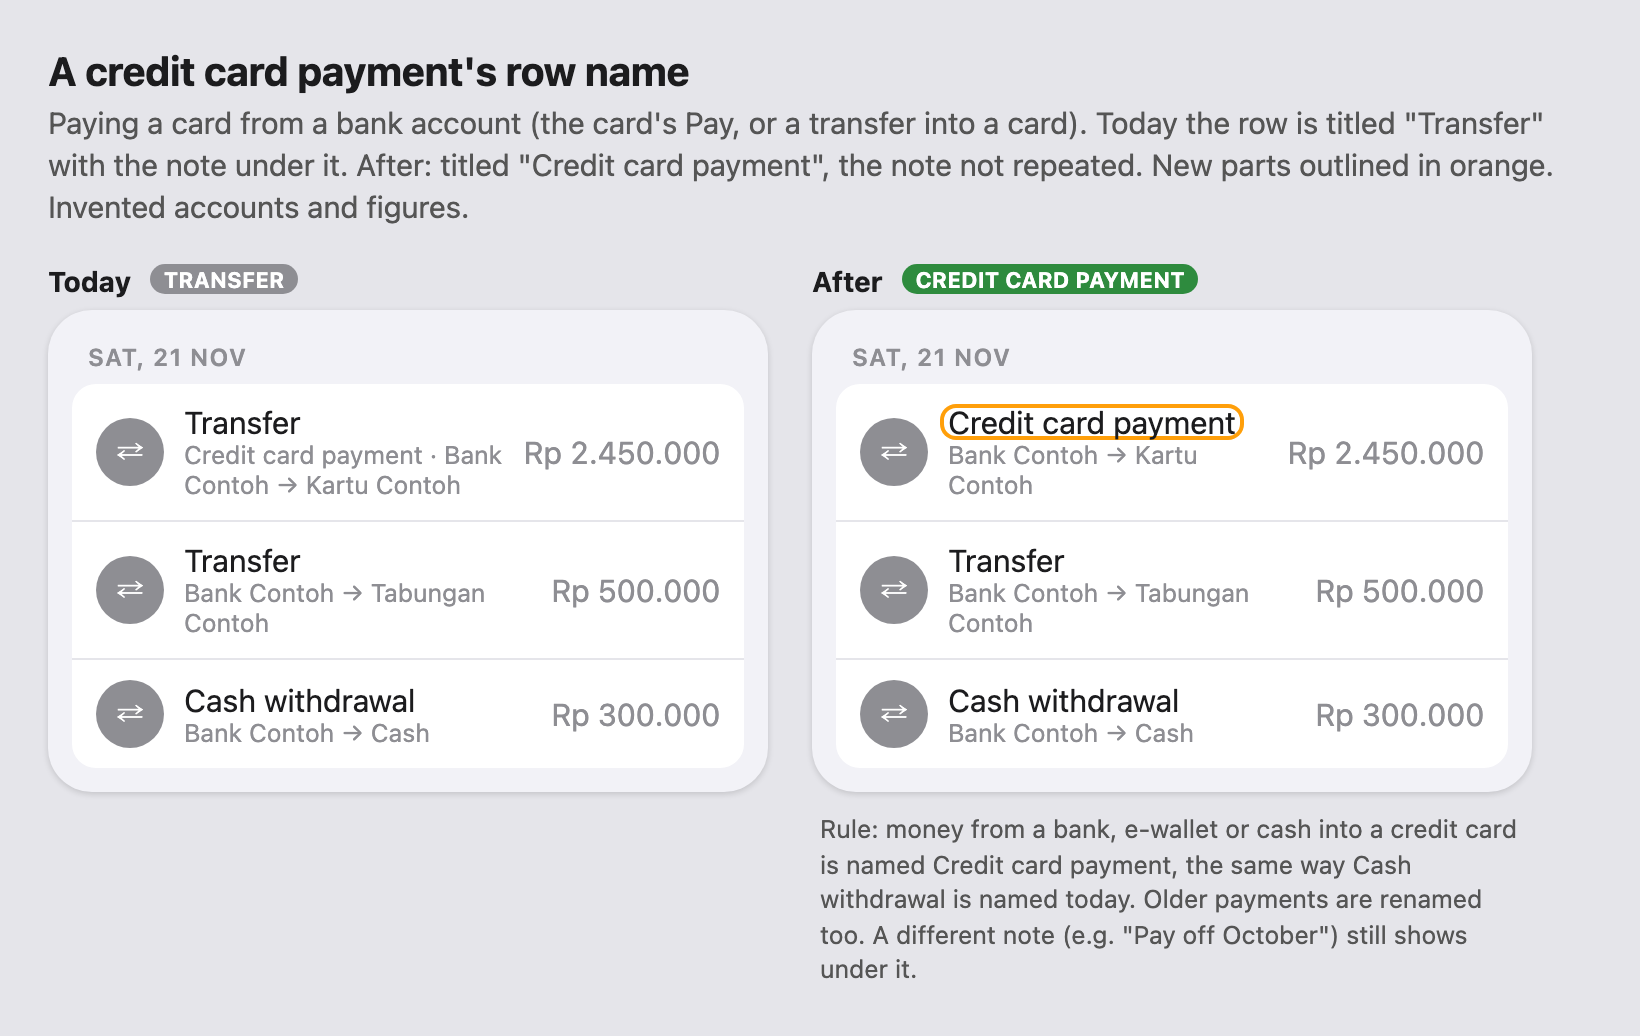 A credit card payment's row name
Paying a card from a bank account (the card's Pay, or a transfer into a card). Today the row is titled "Transfer"
with the note under it. After: titled "Credit card payment", the note not repeated. New parts outlined in orange.
Invented accounts and figures.
Today TRANSFER
SAT, 21 NOV
Transfer
Credit card payment · Bank
Contoh → Kartu Contoh
Rp 2.450.000
Transfer
Bank Contoh → Tabungan
Contoh
Rp 500.000
Cash withdrawal
Bank Contoh → Cash
Rp 300.000
After CREDIT CARD PAYMENT
SAT, 21 NOV
Credit card payment
Bank Contoh → Kartu
Contoh
Rp 2.450.000
Transfer
Bank Contoh → Tabungan
Contoh
Rp 500.000
Cash withdrawal
Bank Contoh → Cash
Rp 300.000
Rule: money from a bank, e-wallet or cash into a credit card
is named Credit card payment, the same way Cash
withdrawal is named today. Older payments are renamed
too. A different note (e.g. "Pay off October") still shows
under it.